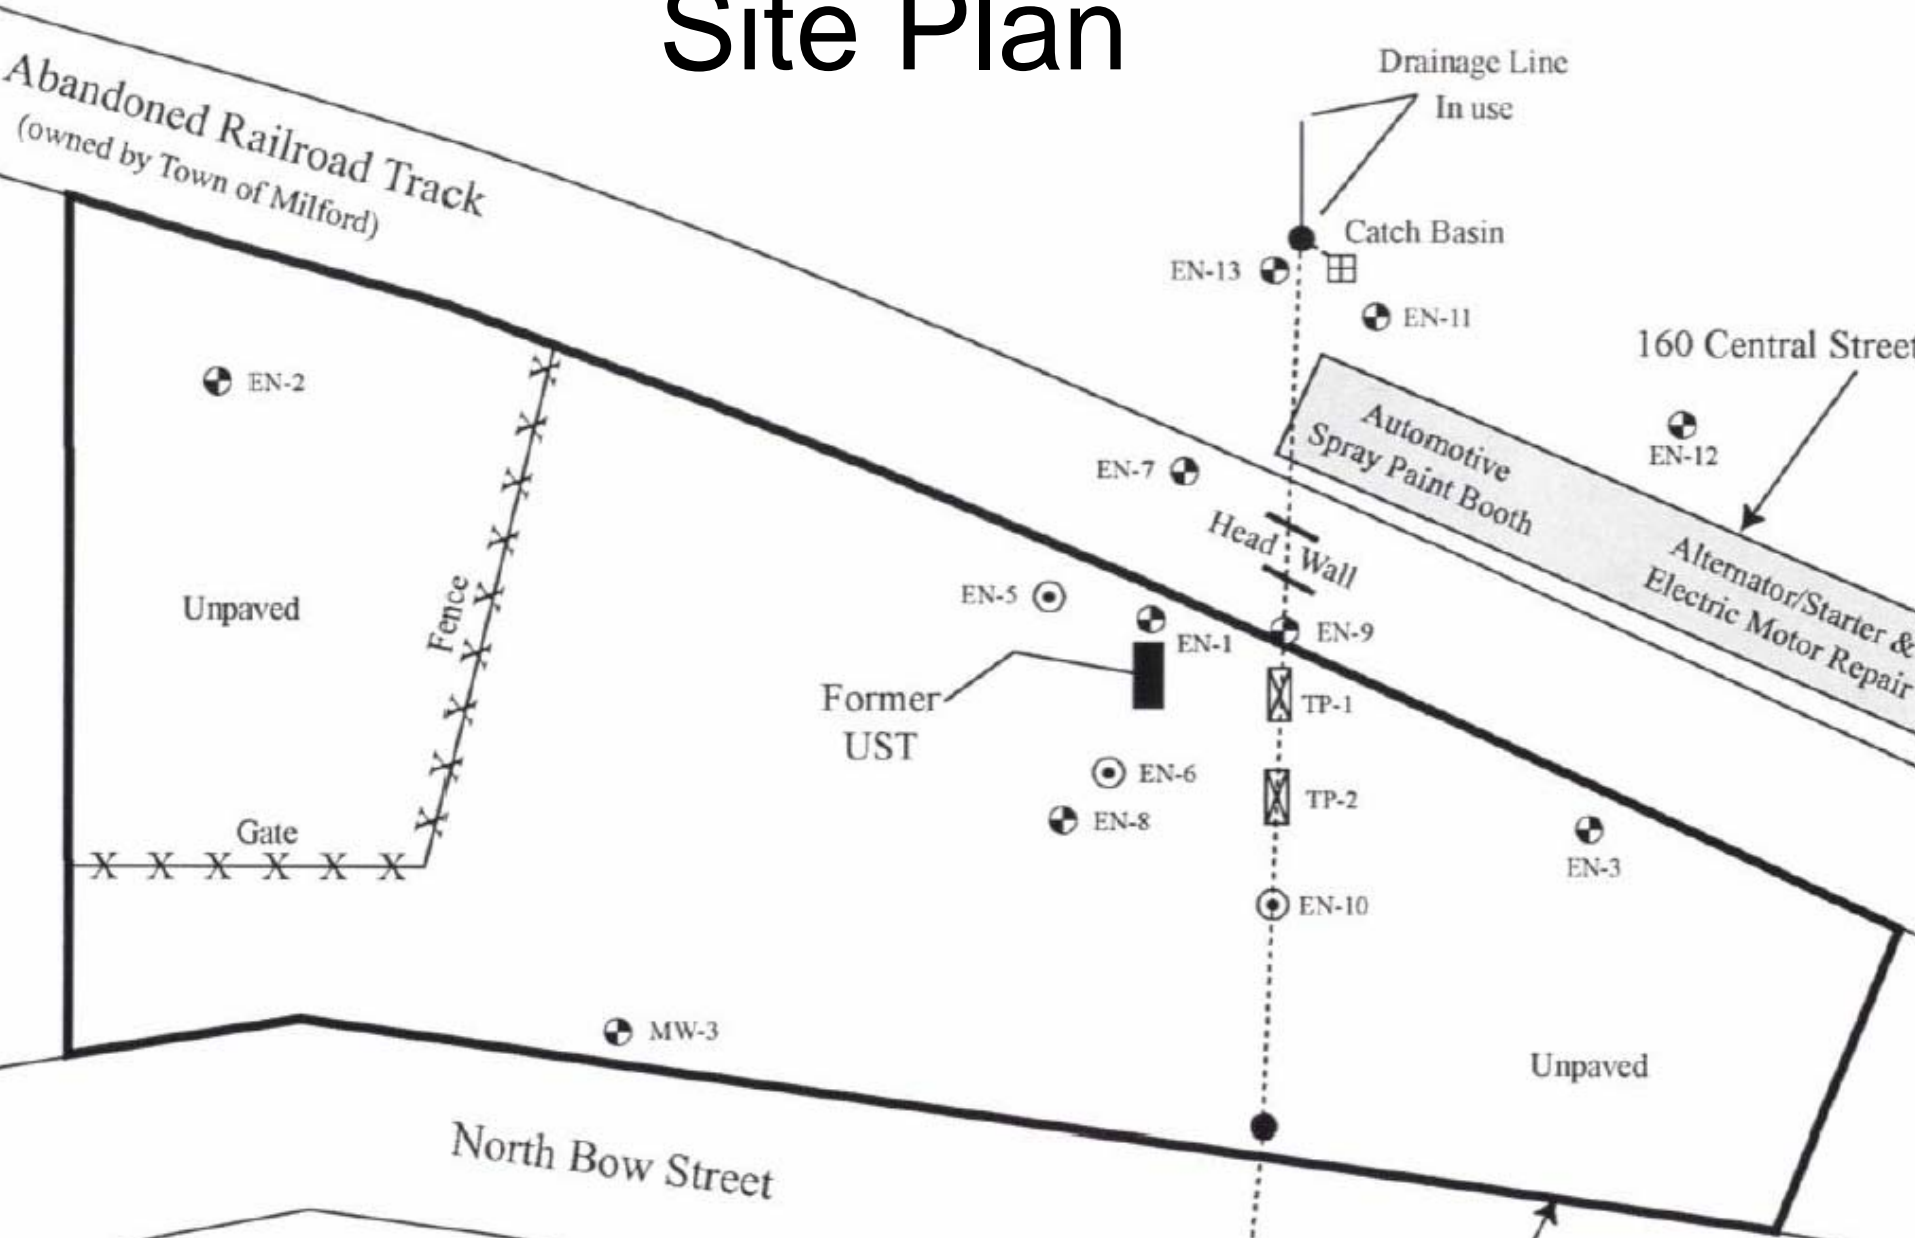 Site Plan
Drainage Line
In use
Abandoned Railroad Track
(owned by Town of Milford)
Catch Basin
EN-13
EN-11
160 Central Street
EN-2
Automotive
Spray Paint Booth
EN-12
EN-7
Head Wall
Alternator/Starter &
Electric Motor Repair
EN-5
Unpaved
Fence
EN-1
EN-9
Former
UST
TP-1
EN-6
TP-2
EN-8
Gate
X X X X X X X X X
X X X X X X
EN-3
EN-10
MW-3
Unpaved
North Bow Street